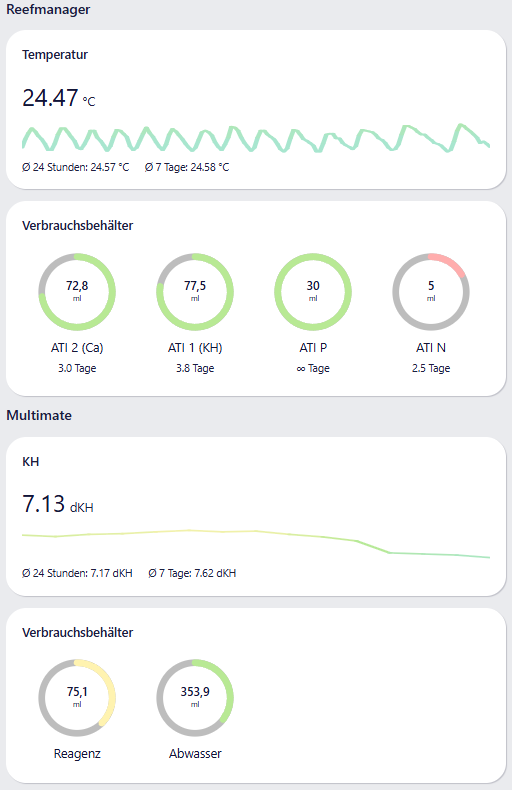 Reefmanager
Temperatur
24.47 °C
Ø 24 Stunden: 24.57 °C Ø 7 Tage: 24.58 °C
Verbrauchsbehälter
72,8 77,5 30 5
ml ml ml ml
ATI 2 (Ca) ATI 1 (KH) ATI P ATI N
3.0 Tage 3.8 Tage ∞ Tage 2.5 Tage
Multimate
KH
7.13 dKH
Ø 24 Stunden: 7.17 dKH Ø 7 Tage: 7.62 dKH
Verbrauchsbehälter
75,1 353,9
ml ml
Reagenz Abwasser